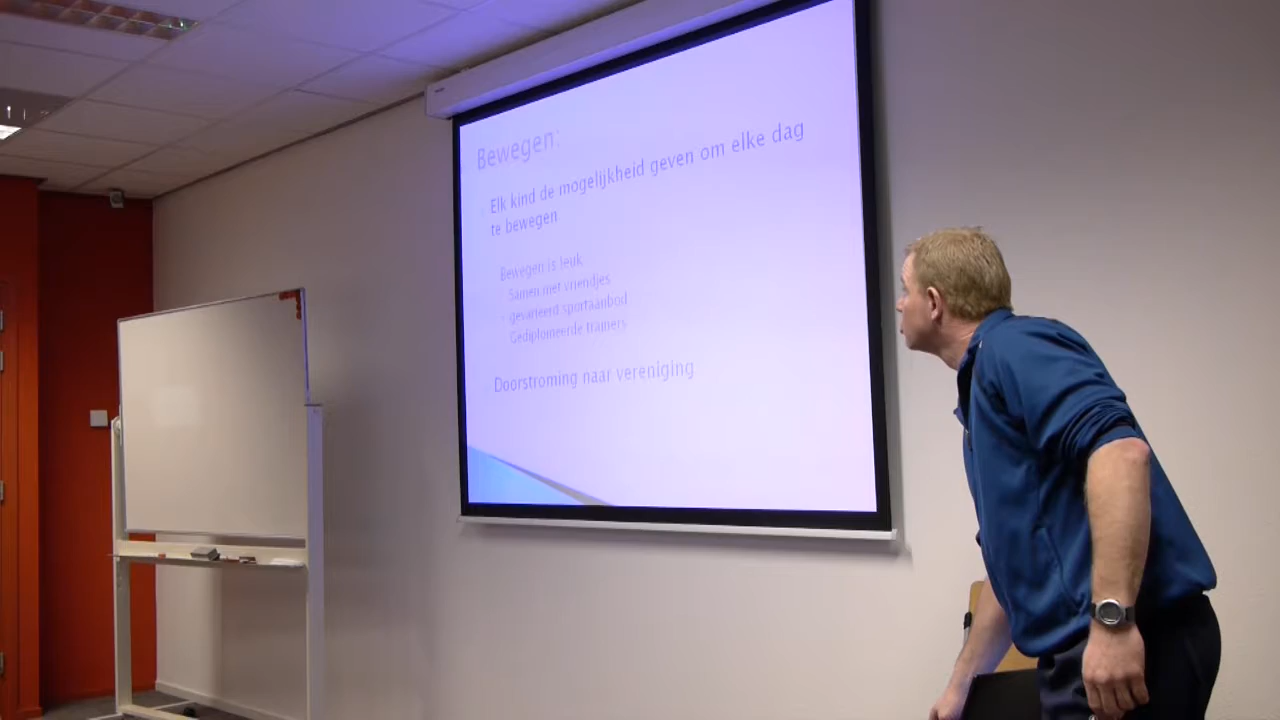 Bewegen:
Elk kind de mogelijkheid geven om elke dag
te bewegen
Bewegen is leuk
Samen met vriendjes
gevarieerd sportaanbod
Gediplomeerde trainers
Doorstroming naar vereniging